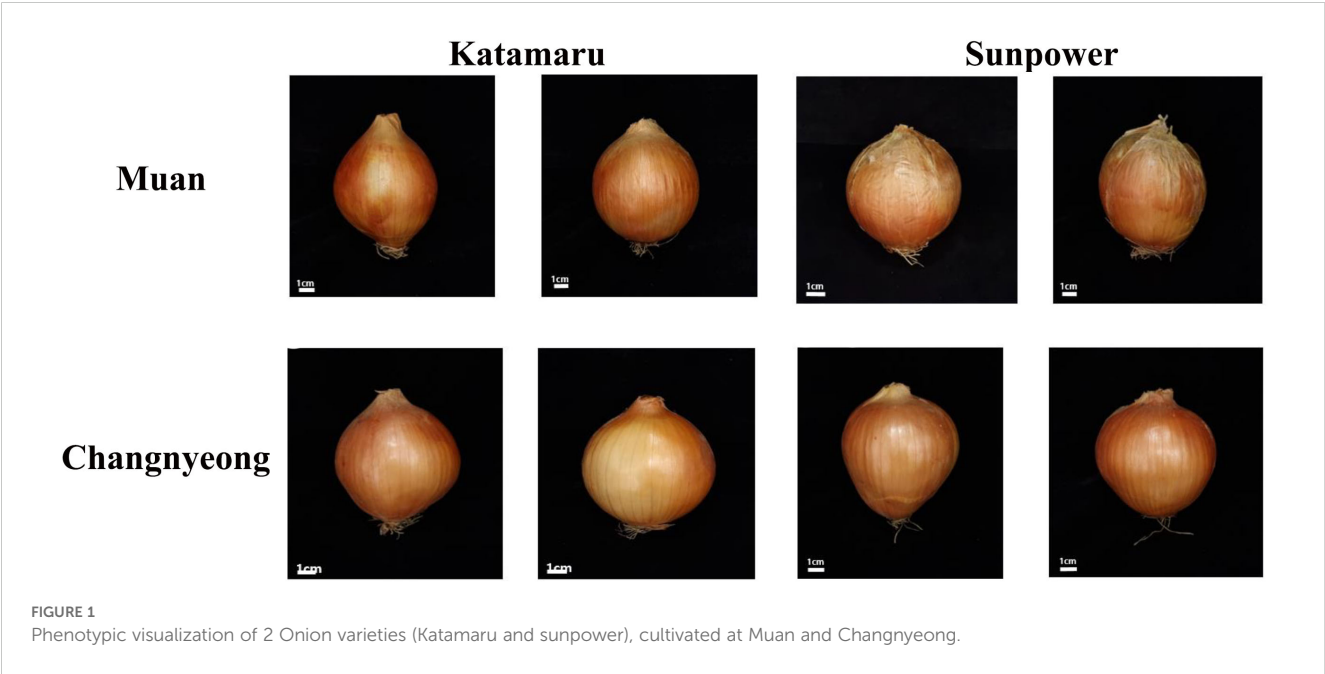 Katamaru
Sunpower
Muan
1cm
1cm
1cm
1cm
Changnyeong
1cm
1cm
1cm
1cm
FIGURE 1
Phenotypic visualization of 2 Onion varieties (Katamaru and sunpower), cultivated at Muan and Changnyeong.